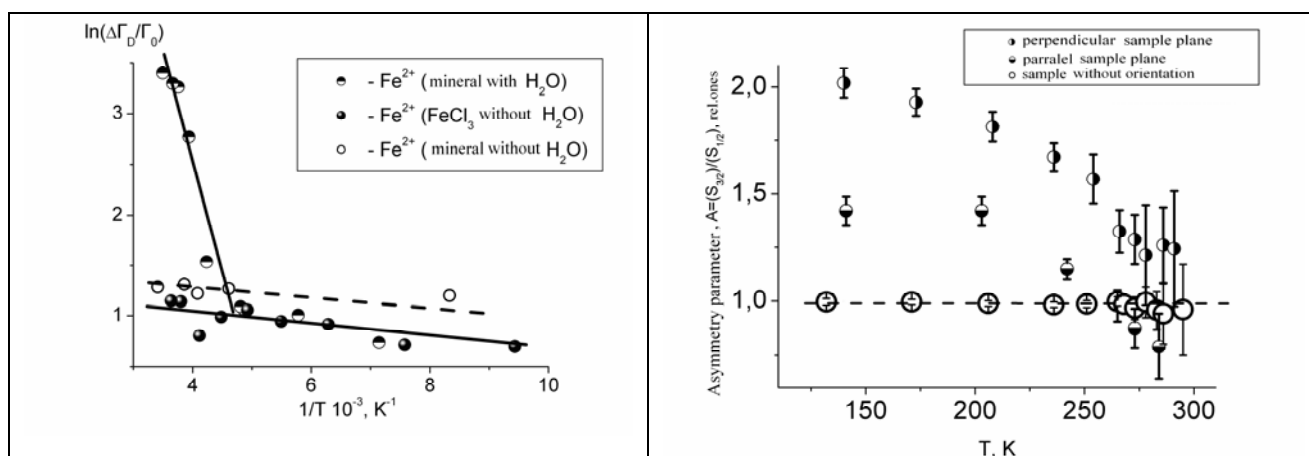 ln(ΔΓD/Γ0)
- Fe2+ (mineral with H2O)
- Fe2+ (FeCl3 without H2O)
- Fe2+ ( mineral without H2O)
3
2
1
4
6
8
10
1/T 10-3, K-1
perpendicular sample plane
parralel sample plane
sample without orientation
Asymmetry parameter , A=(S3/2)/(S1/2), rel.ones
2,0
1,5
1,0
150
200
250
300
T, K